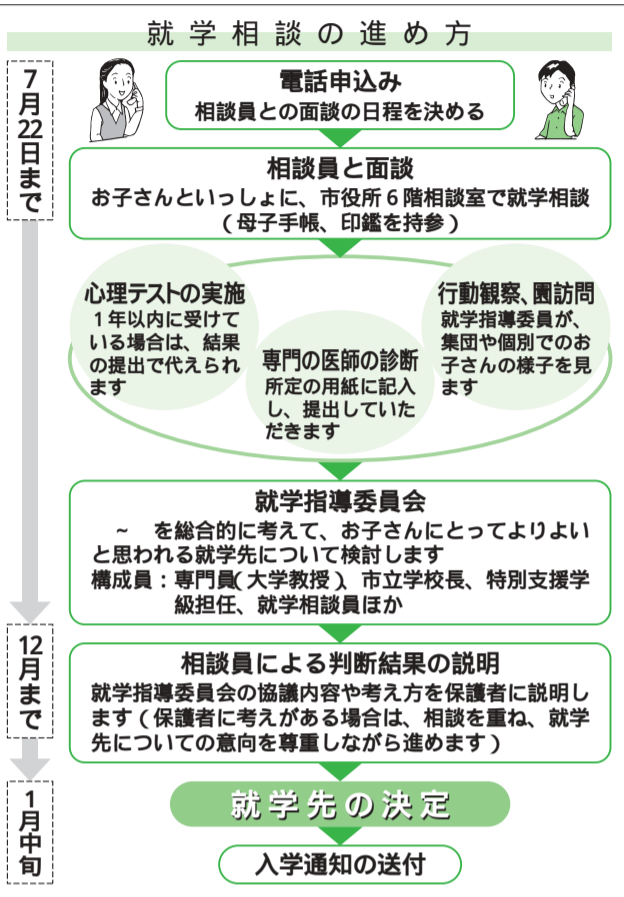 就学相談の進め方
7月22日まで
電話申込み
相談員との面談の日程を決める
相談員と面談
お子さんといっしょに、市役所6階相談室で就学相談
（母子手帳、印鑑を持参）
心理テストの実施
1年以内に受けて
いる場合は、結果
の提出で代えられ
ます
専門の医師の診断
所定の用紙に記入
し、提出していた
だきます
行動観察、園訪問
就学指導委員が、
集団や個別でのお
子さんの様子を見
ます
就学指導委員会
～　を総合的に考えて、お子さんにとってよりよい
と思われる就学先について検討します
構成員：専門員（大学教授）、市立学校長、特別支援学
級担任、就学相談員ほか
12月まで
相談員による判断結果の説明
就学指導委員会の協議内容や考え方を保護者に説明し
ます（保護者に考えがある場合は、相談を重ね、就学
先についての意向を尊重しながら進めます）
1月中旬
就学先の決定
入学通知の送付